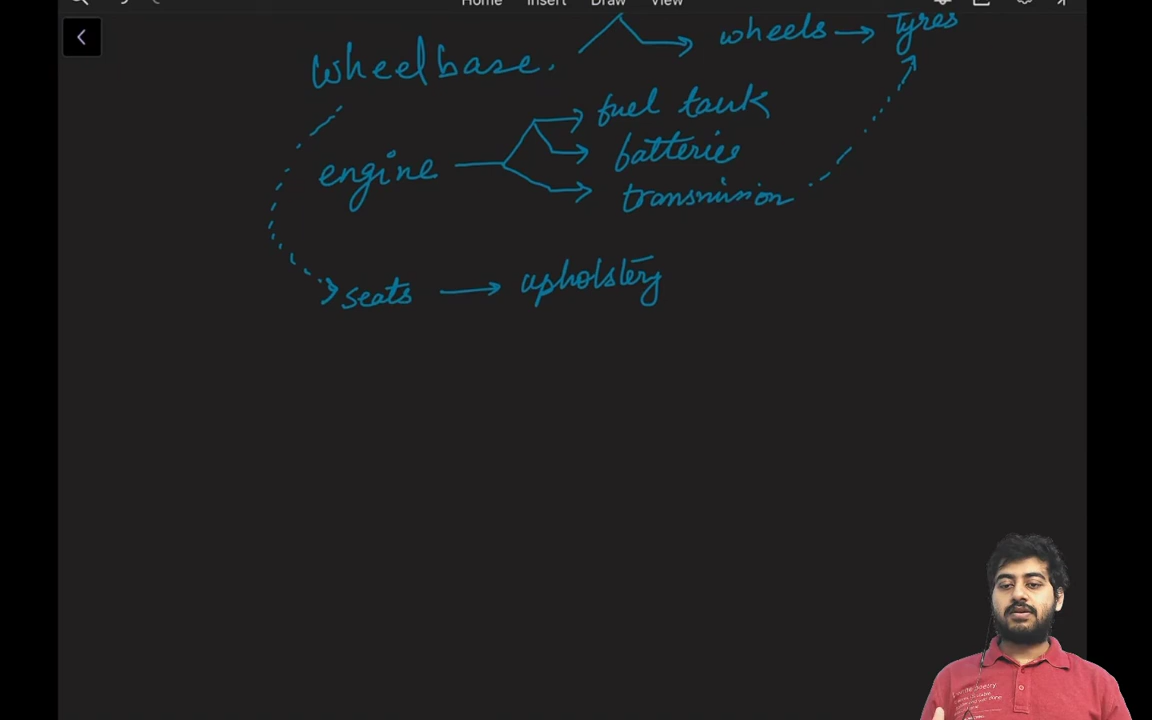 Home Insert Draw View
wheels → Tyres
wheelbase.
fuel tank
engine → batteries
transmission
seats → upholstery